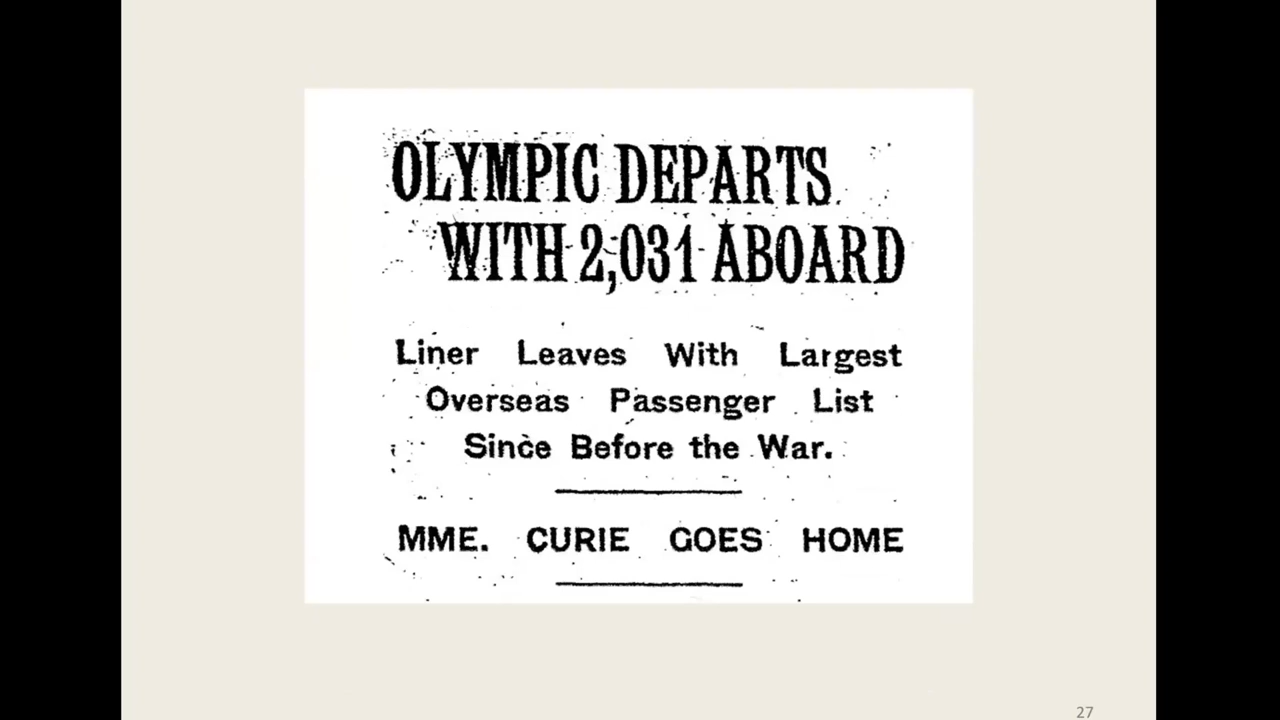 OLYMPIC DEPARTS
WITH 2,031 ABOARD
Liner Leaves With Largest
Overseas Passenger List
Since Before the War.
MME. CURIE GOES HOME
27